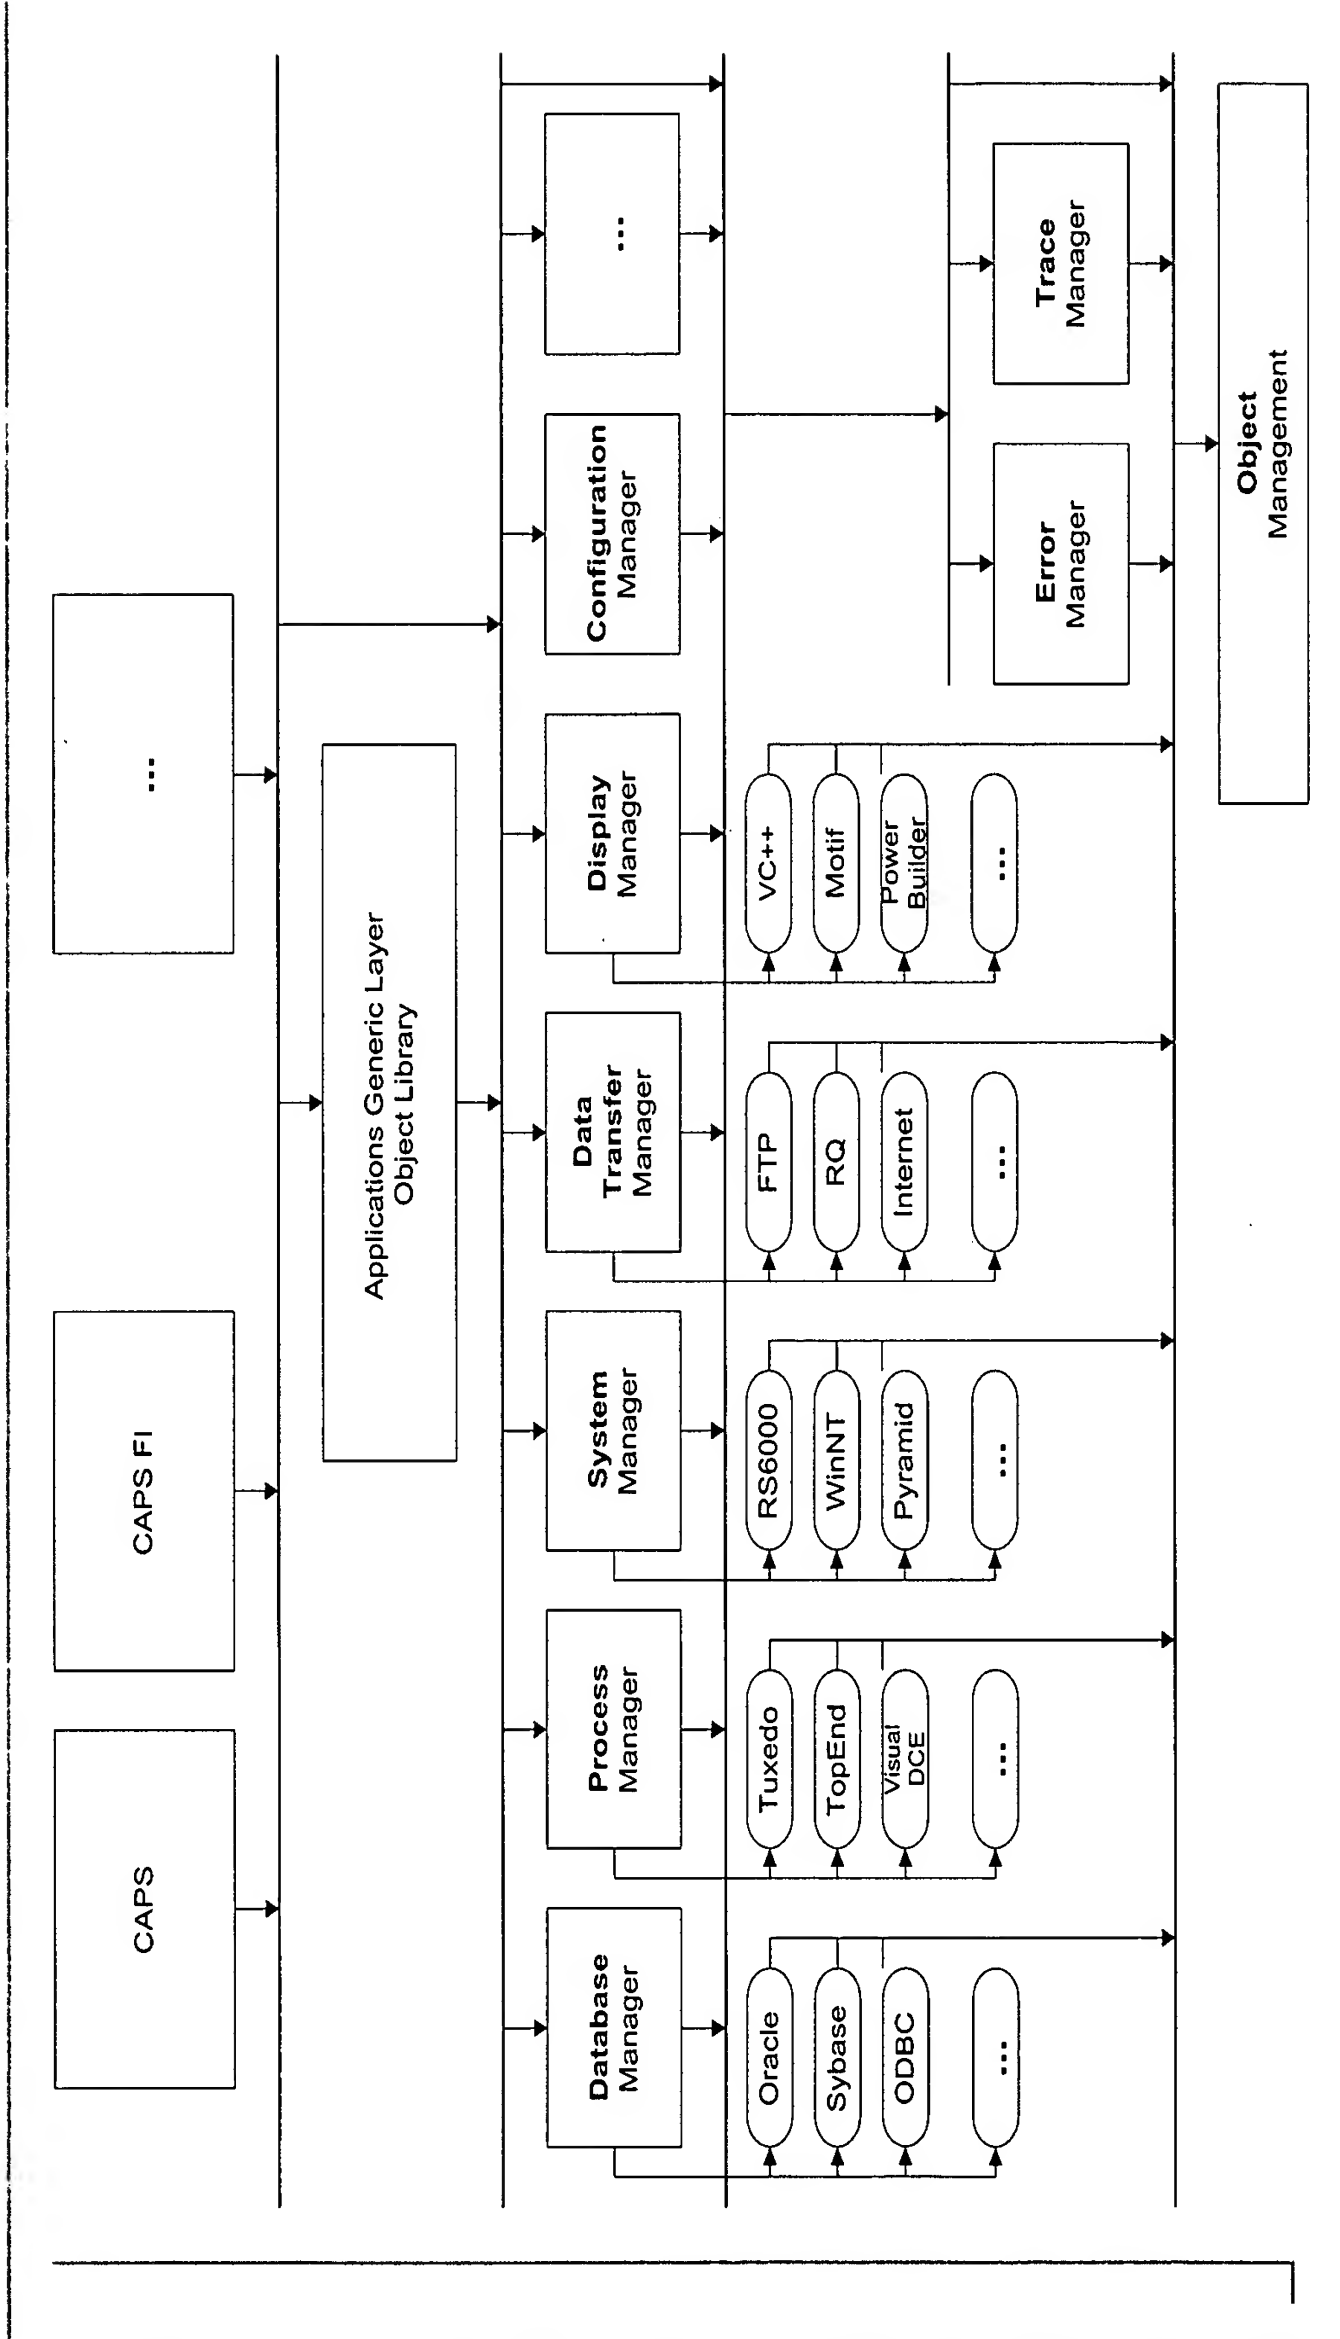 CAPS
CAPS FI
...
Applications Generic Layer
Object Library
Database
Manager
Process
Manager
System
Manager
Data
Transfer
Manager
Display
Manager
Configuration
Manager
...
Oracle
Sybase
ODBC
...
Tuxedo
TopEnd
Visual
DCE
...
RS6000
WinNT
Pyramid
...
FTP
RQ
Internet
...
VC++
Motif
Power
Builder
...
Error
Manager
Trace
Manager
Object
Management